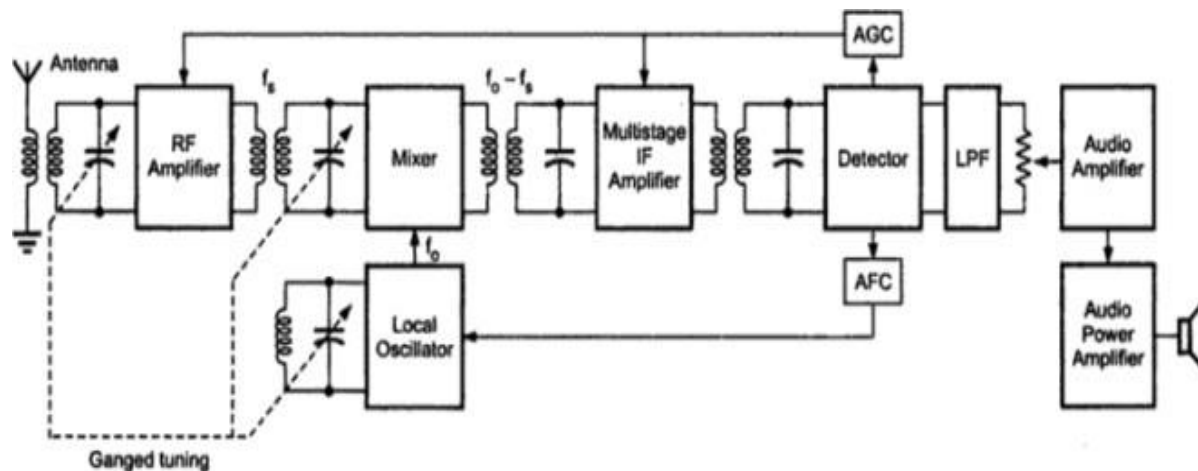 AGC
Antenna
f_s
f_o – f_s
RF
Amplifier
Mixer
Multistage
IF
Amplifier
Detector
LPF
Audio
Amplifier
f_o
Local
Oscillator
AFC
Audio
Power
Amplifier
Ganged tuning